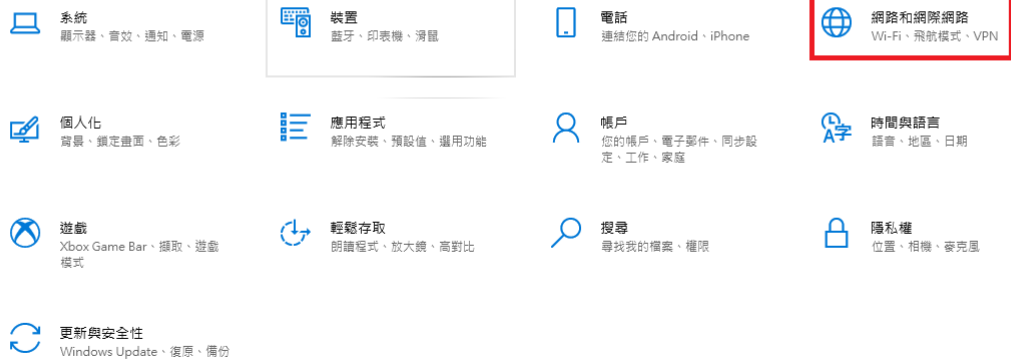 系統
顯示器、音效、通知、電源
裝置
藍牙、印表機、滑鼠
電話
連結您的 Android、iPhone
網路和網際網路
Wi-Fi、飛航模式、VPN
個人化
背景、鎖定畫面、色彩
應用程式
解除安裝、預設值、選用功能
帳戶
您的帳戶、電子郵件、同步設
定、工作、家庭
時間與語言
語音、地區、日期
遊戲
Xbox Game Bar、擷取、遊戲
模式
輕鬆存取
朗讀程式、放大鏡、高對比
搜尋
尋找我的檔案、權限
隱私權
位置、相機、麥克風
更新與安全性
Windows Update、復原、備份